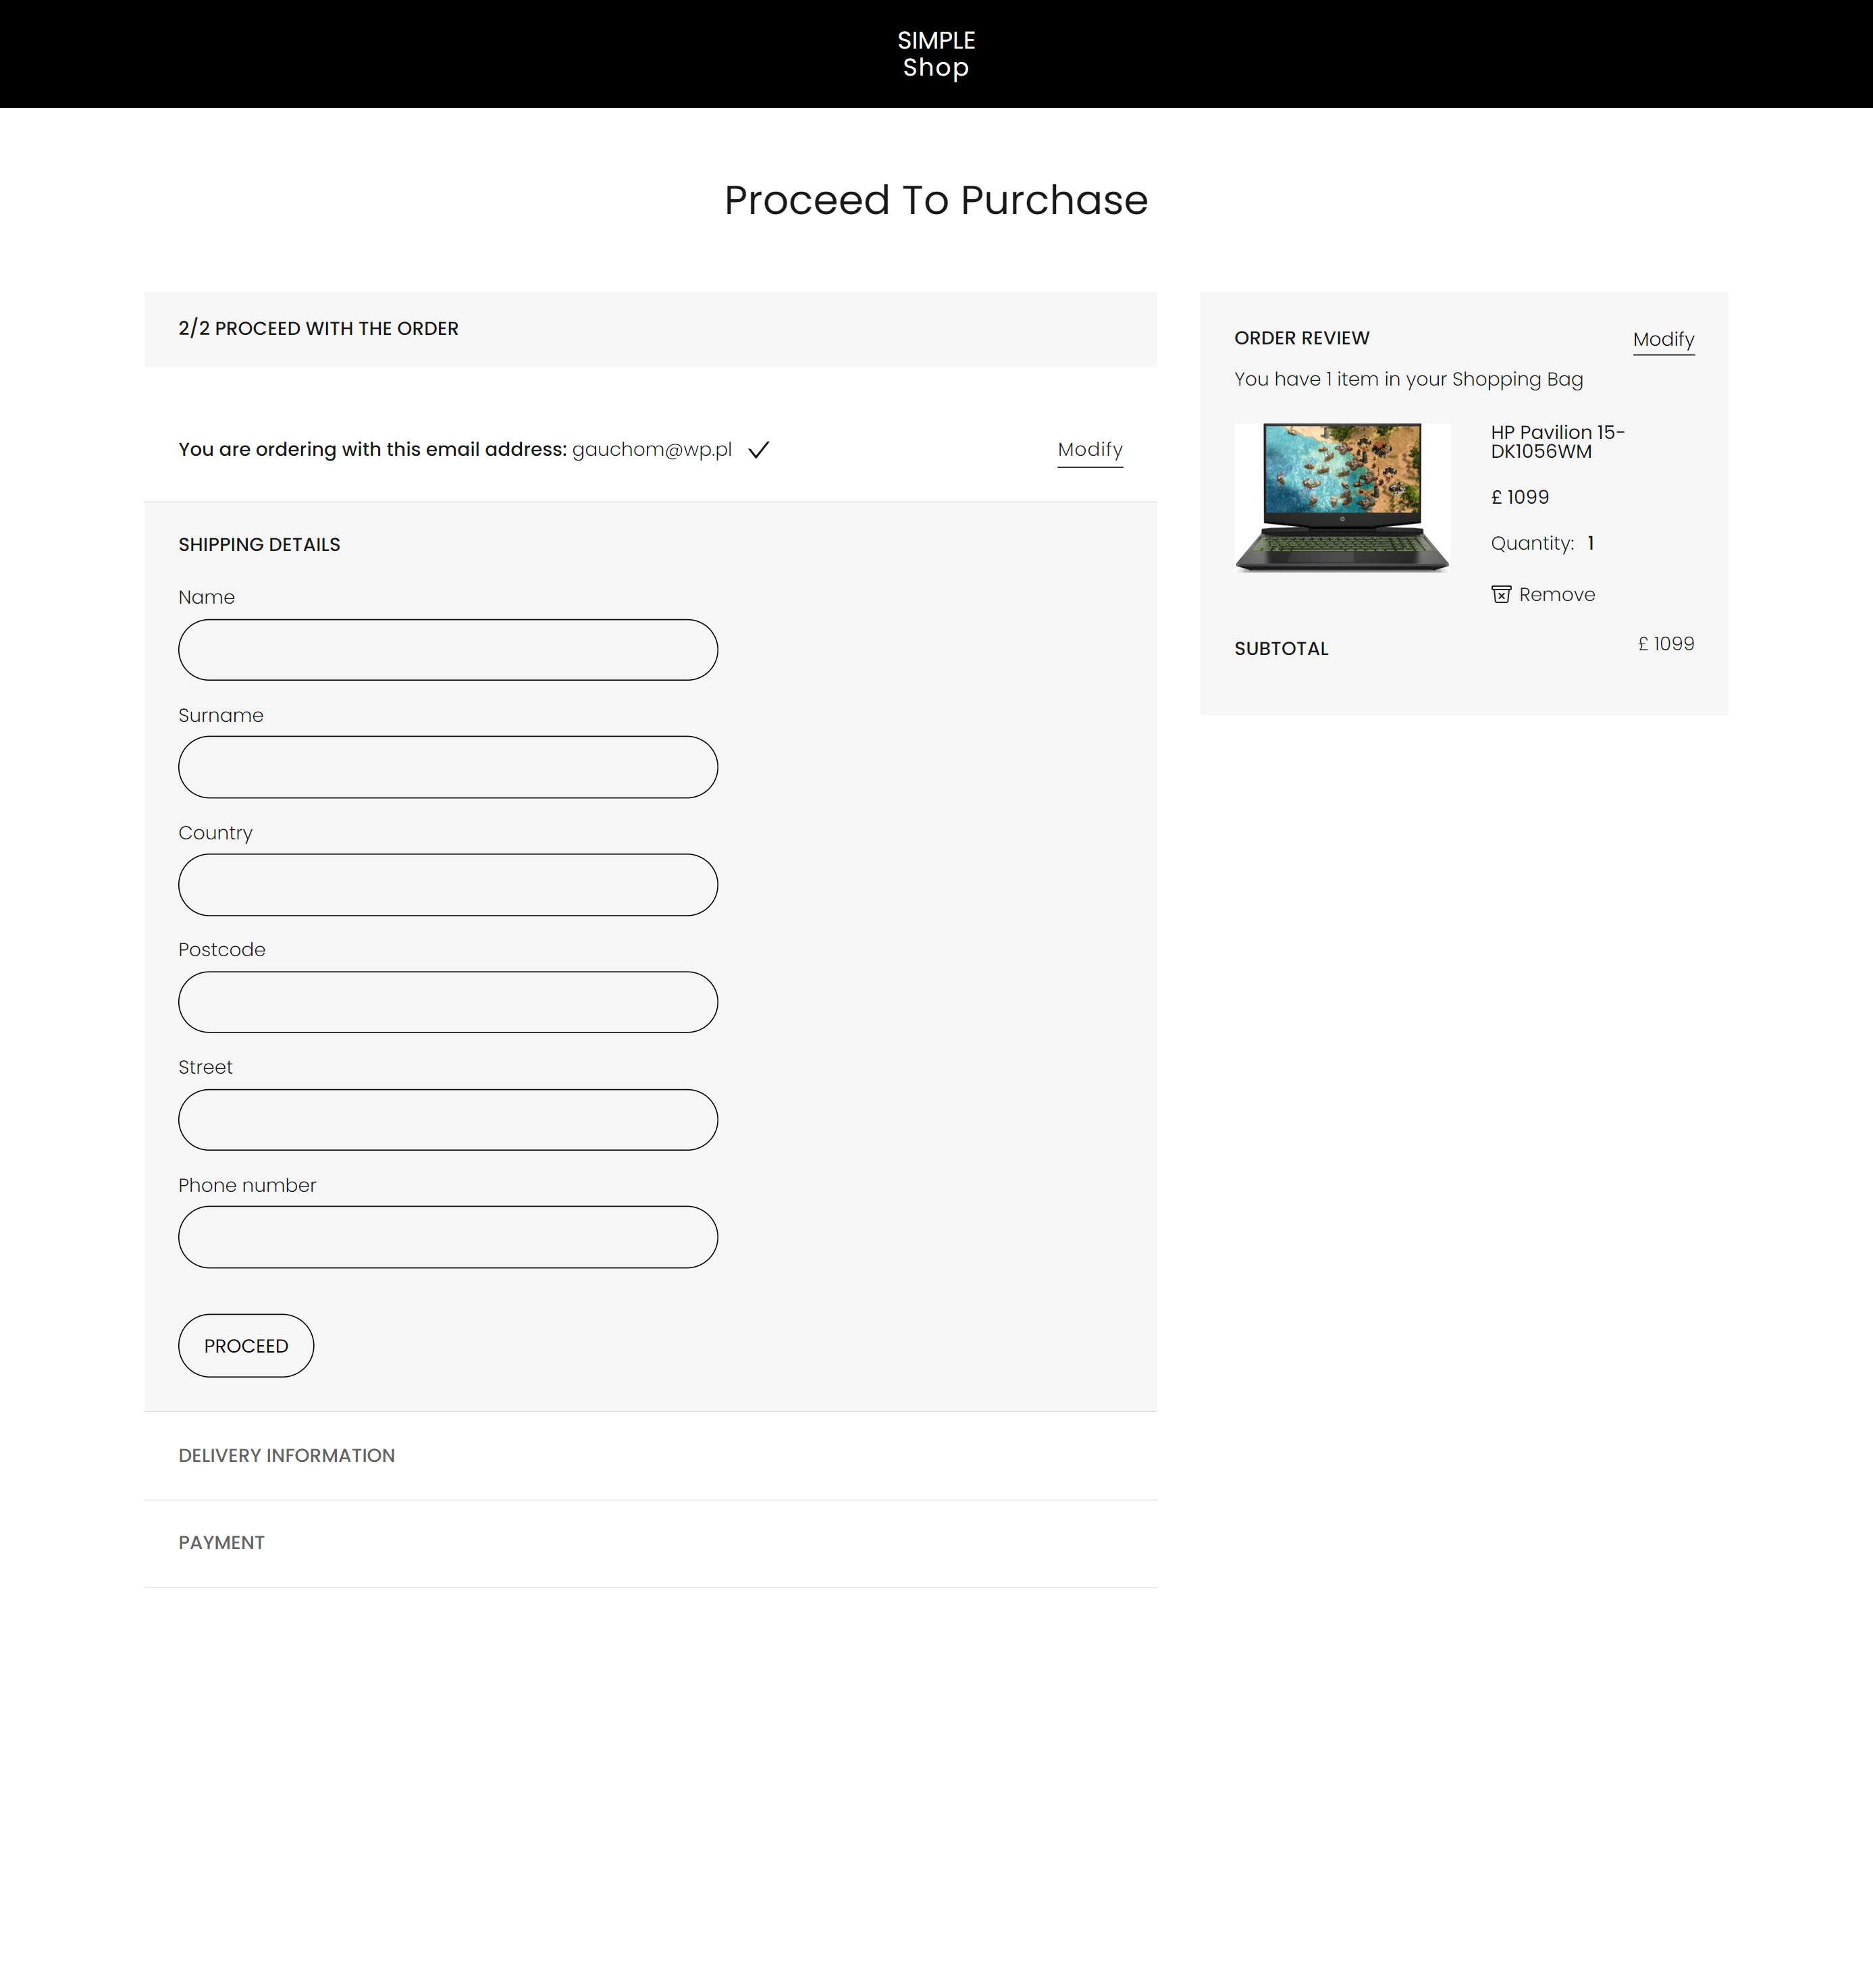 SIMPLE
Shop
Proceed To Purchase
2/2 PROCEED WITH THE ORDER
You are ordering with this email address: gauchom@wp.pl
Modify
SHIPPING DETAILS
Name
Surname
Country
Postcode
Street
Phone number
PROCEED
DELIVERY INFORMATION
PAYMENT
ORDER REVIEW
Modify
You have 1 item in your Shopping Bag
HP Pavilion 15-
DK1056WM
£ 1099
Quantity: 1
Remove
SUBTOTAL
£ 1099